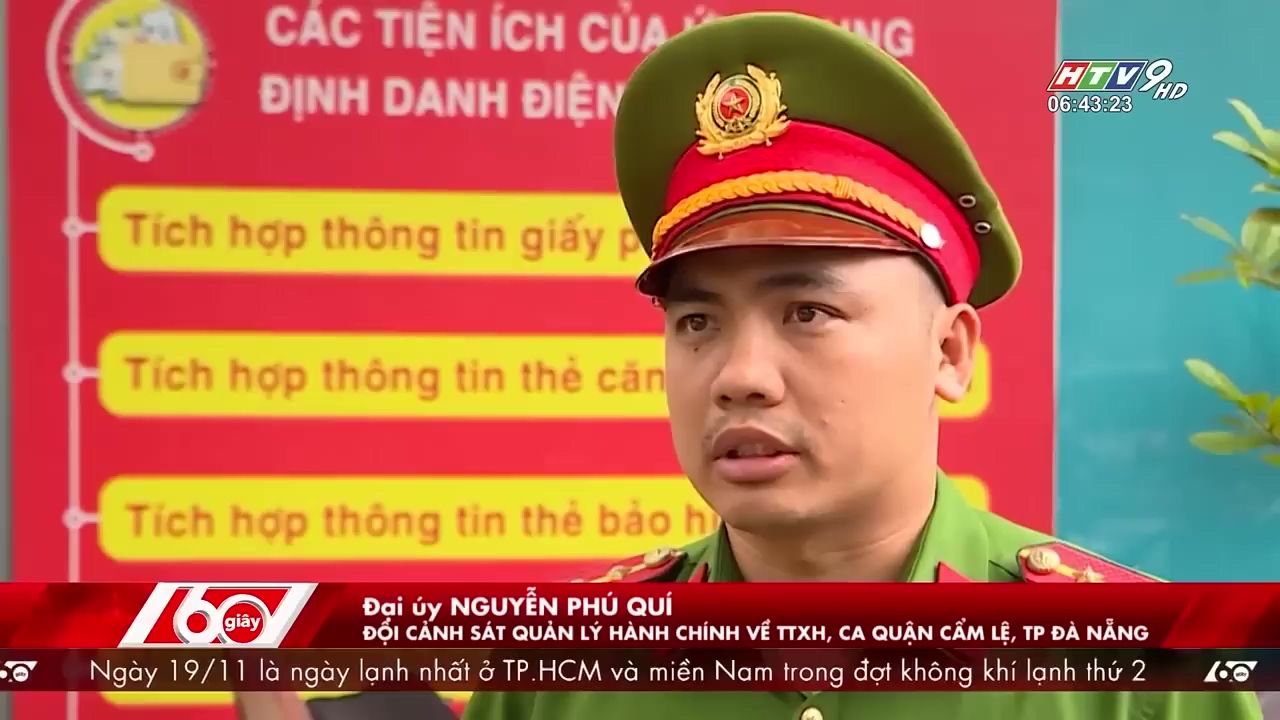 CÁC TIỆN ÍCH CỦA
ĐỊNH DANH ĐIỆN
HTV9 HD
06:43:23
Tích hợp thông tin giấy
Tích hợp thông tin thẻ căn
Tích hợp thông tin thẻ bảo
60 giây
Đại úy NGUYỄN PHÚ QUÍ
ĐỘI CẢNH SÁT QUẢN LÝ HÀNH CHÍNH VỀ TTXH, CA QUẬN CẨM LỆ, TP ĐÀ NẴNG
Ngày 19/11 là ngày lạnh nhất ở TP.HCM và miền Nam trong đợt không khí lạnh thứ 2